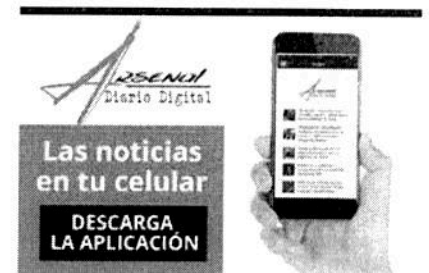 ARSENAL
Diario Digital
Las noticias
en tu celular
DESCARGA
LA APLICACIÓN